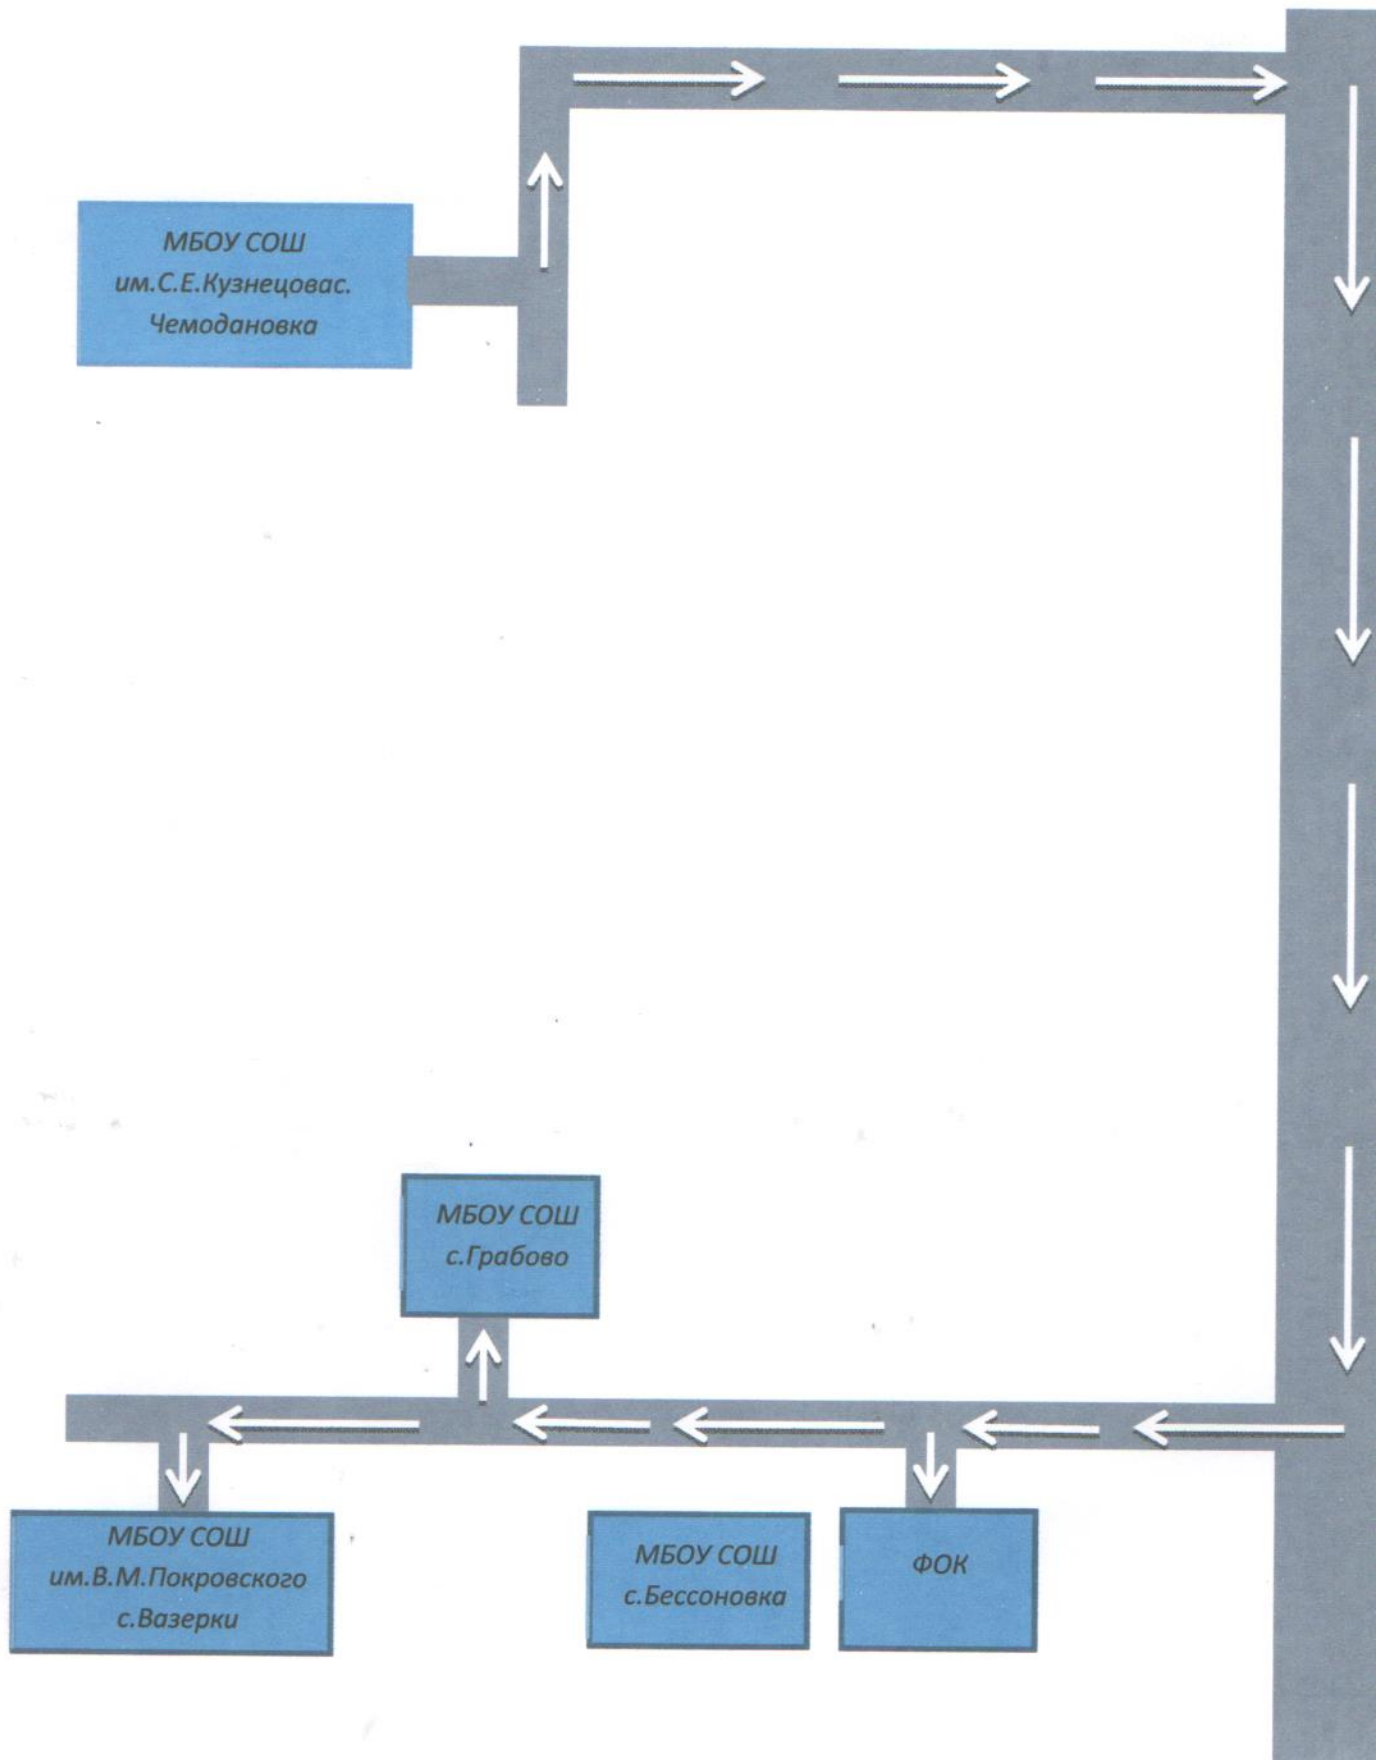 МБОУ СОШ
им.С.Е.Кузнецовас.
Чемодановка
МБОУ СОШ
с.Грабово
МБОУ СОШ
им.В.М.Покровского
с.Вазерки
МБОУ СОШ
с.Бессоновка
ФОК